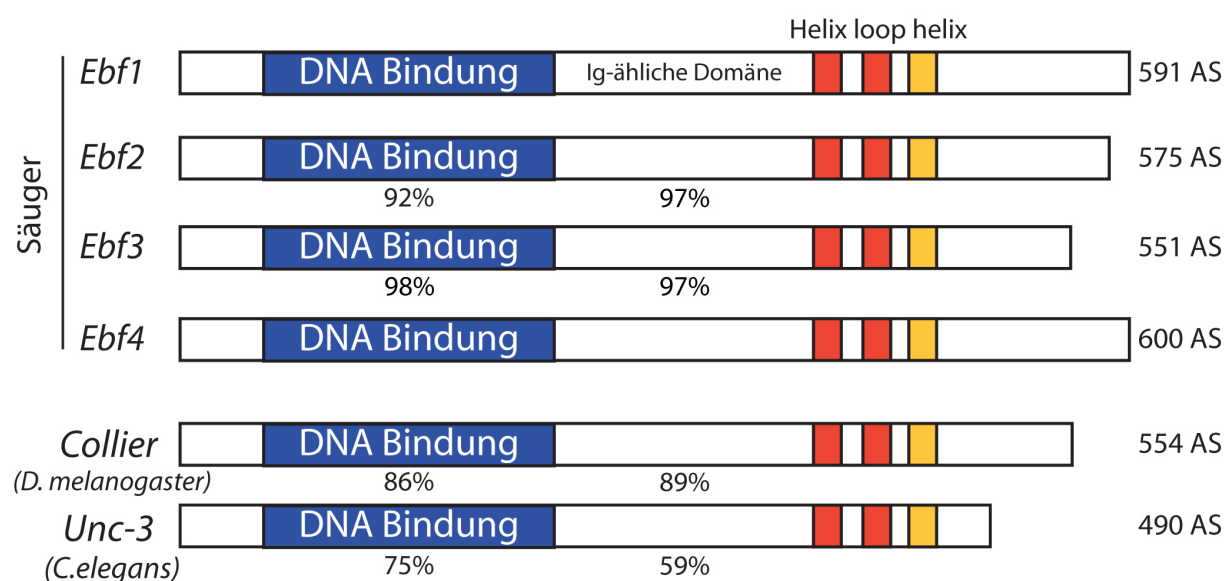 Helix loop helix
Säuger
Ebf1 DNA Bindung Ig-ähliche Domäne 591 AS
Ebf2 DNA Bindung 575 AS
92% 97%
Ebf3 DNA Bindung 551 AS
98% 97%
Ebf4 DNA Bindung 600 AS
Collier DNA Bindung 554 AS
(D. melanogaster) 86% 89%
Unc-3 DNA Bindung 490 AS
(C.elegans) 75% 59%